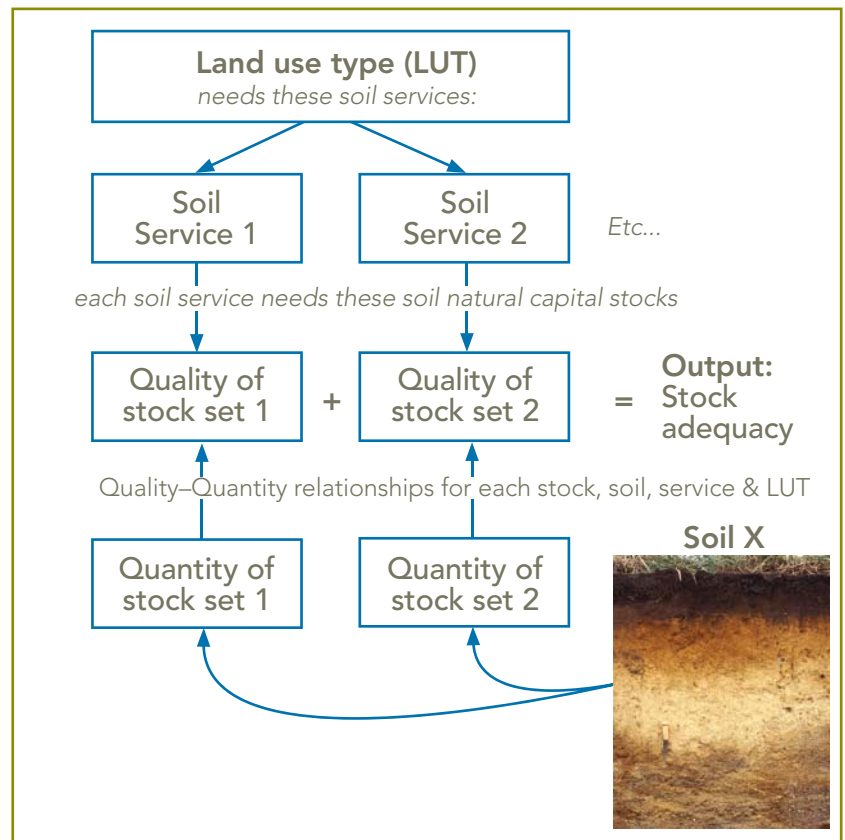 Land use type (LUT)
needs these soil services:
Soil
Service 1
Soil
Service 2
Etc...
each soil service needs these soil natural capital stocks
Quality of
stock set 1
+
Quality of
stock set 2
=
Output:
Stock
adequacy
Quality–Quantity relationships for each stock, soil, service & LUT
Quantity of
stock set 1
Quantity of
stock set 2
Soil X